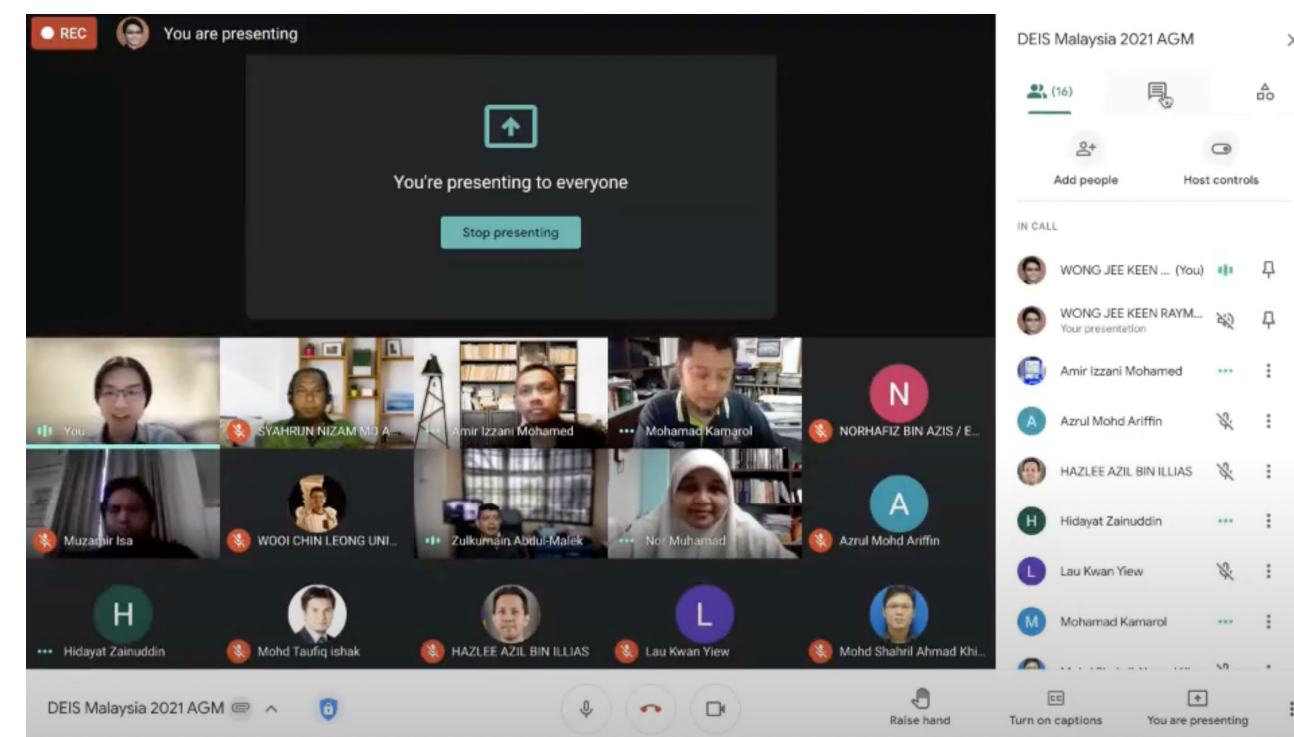 REC
You are presenting
You're presenting to everyone
Stop presenting
You
SYAHRUN NIZAM MD A...
Amir Izzani Mohamed
Mohamad Kamarol
N
NORHAFIZ BIN AZIS / E...
Muzamir Isa
WOOI CHIN LEONG UNI...
Zulkurnain Abdul-Malek
Nor Muhamad
A
Azrul Mohd Ariffin
H
Hidayat Zainuddin
Mohd Taufiq ishak
HAZLEE AZIL BIN ILLIAS
L
Lau Kwan Yiew
Mohd Shahril Ahmad Khi...
DEIS Malaysia 2021 AGM
(16)
Add people
Host controls
IN CALL
WONG JEE KEEN ... (You)
WONG JEE KEEN RAYM...
Your presentation
Amir Izzani Mohamed
A
Azrul Mohd Ariffin
HAZLEE AZIL BIN ILLIAS
H
Hidayat Zainuddin
L
Lau Kwan Yiew
M
Mohamad Kamarol
DEIS Malaysia 2021 AGM
Raise hand
CC
Turn on captions
You are presenting